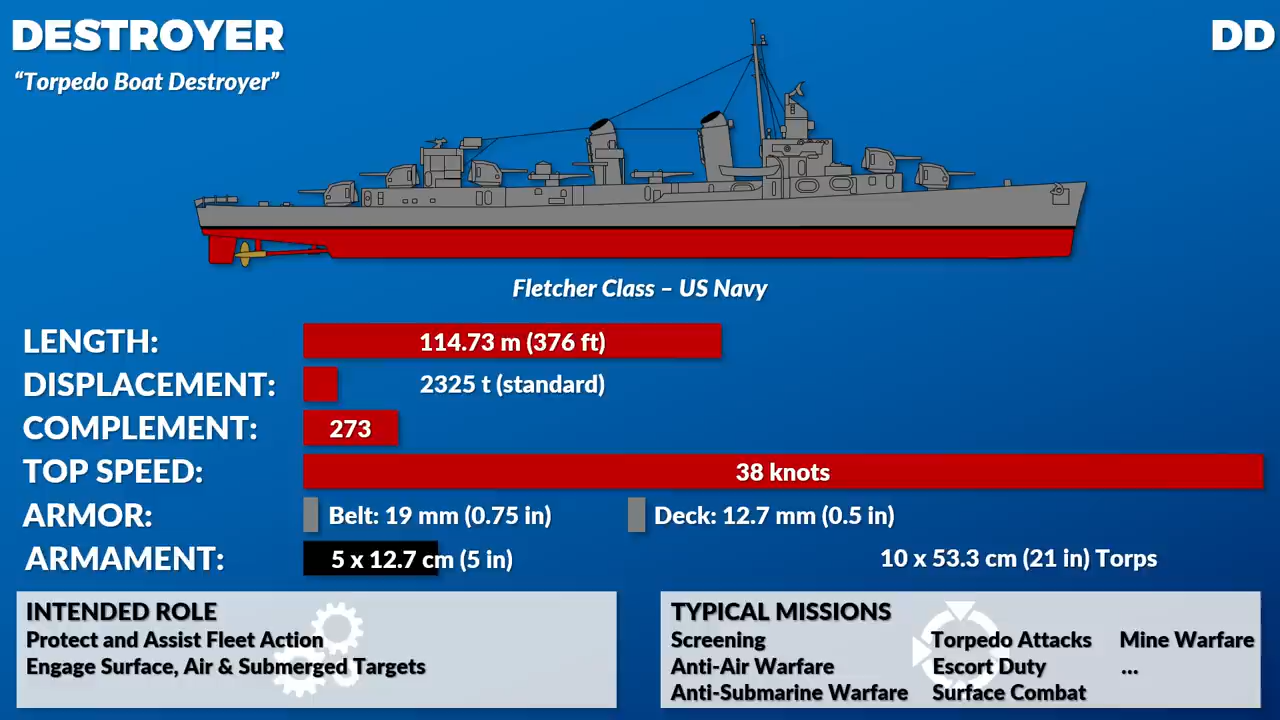 DESTROYER
DD
“Torpedo Boat Destroyer”
Fletcher Class – US Navy
LENGTH: 114.73 m (376 ft)
DISPLACEMENT: 2325 t (standard)
COMPLEMENT: 273
TOP SPEED: 38 knots
ARMOR: Belt: 19 mm (0.75 in) Deck: 12.7 mm (0.5 in)
ARMAMENT: 5 x 12.7 cm (5 in) 10 x 53.3 cm (21 in) Torps
INTENDED ROLE
Protect and Assist Fleet Action
Engage Surface, Air & Submerged Targets
TYPICAL MISSIONS
Screening Torpedo Attacks Mine Warfare
Anti-Air Warfare Escort Duty ...
Anti-Submarine Warfare Surface Combat